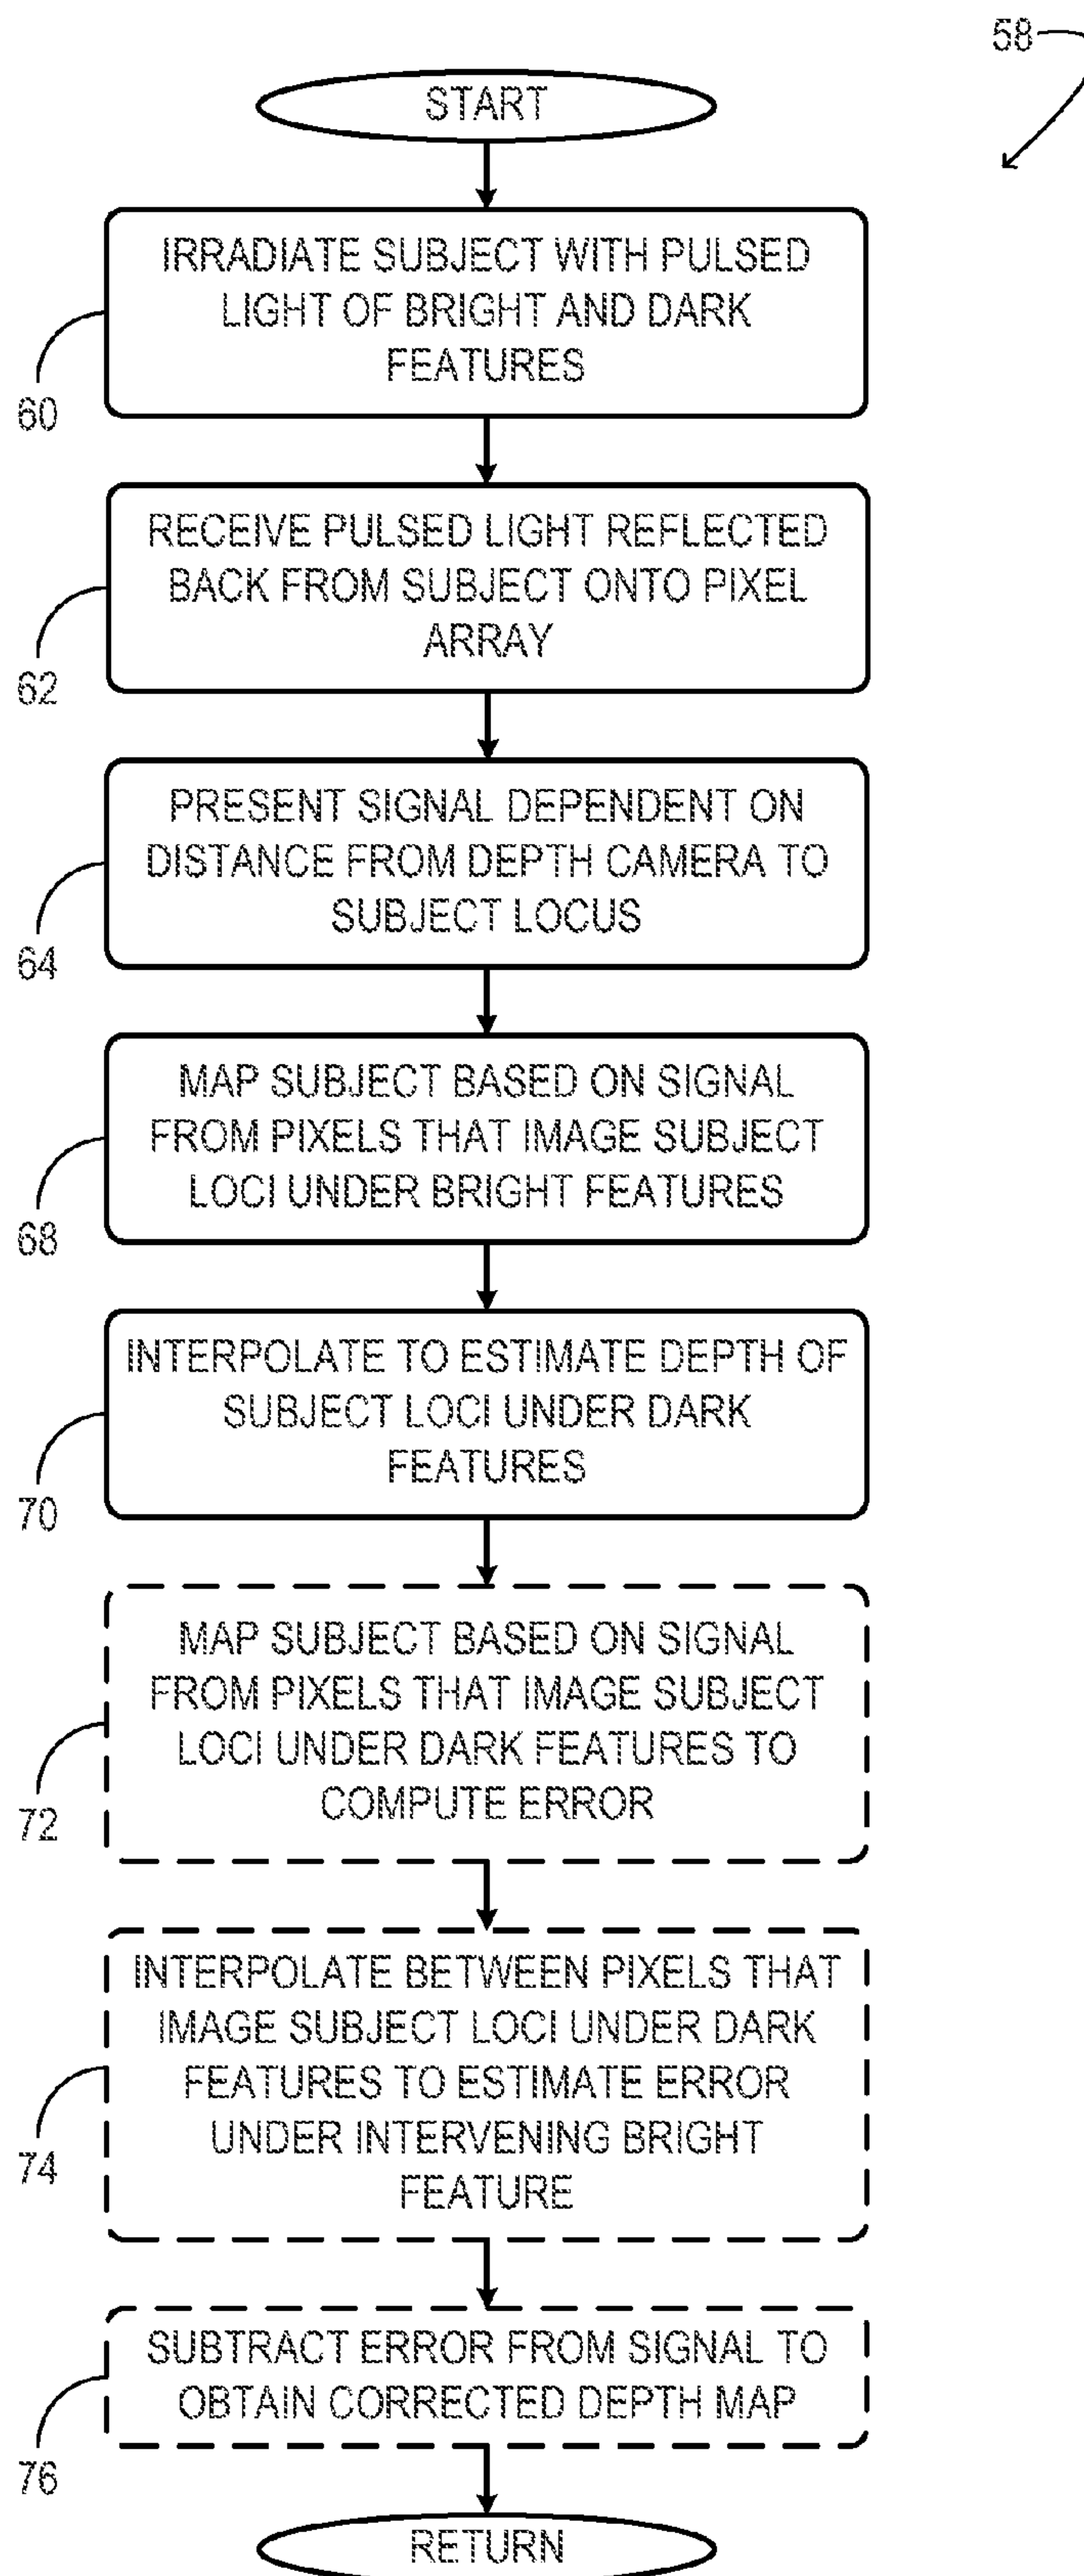 58
START
IRRADIATE SUBJECT WITH PULSED
LIGHT OF BRIGHT AND DARK
FEATURES
60
RECEIVE PULSED LIGHT REFLECTED
BACK FROM SUBJECT ONTO PIXEL
ARRAY
62
PRESENT SIGNAL DEPENDENT ON
DISTANCE FROM DEPTH CAMERA TO
SUBJECT LOCUS
64
MAP SUBJECT BASED ON SIGNAL
FROM PIXELS THAT IMAGE SUBJECT
LOCI UNDER BRIGHT FEATURES
68
INTERPOLATE TO ESTIMATE DEPTH OF
SUBJECT LOCI UNDER DARK
FEATURES
70
MAP SUBJECT BASED ON SIGNAL
FROM PIXELS THAT IMAGE SUBJECT
LOCI UNDER DARK FEATURES TO
COMPUTE ERROR
72
INTERPOLATE BETWEEN PIXELS THAT
IMAGE SUBJECT LOCI UNDER DARK
FEATURES TO ESTIMATE ERROR
UNDER INTERVENING BRIGHT
FEATURE
74
SUBTRACT ERROR FROM SIGNAL TO
OBTAIN CORRECTED DEPTH MAP
76
RETURN